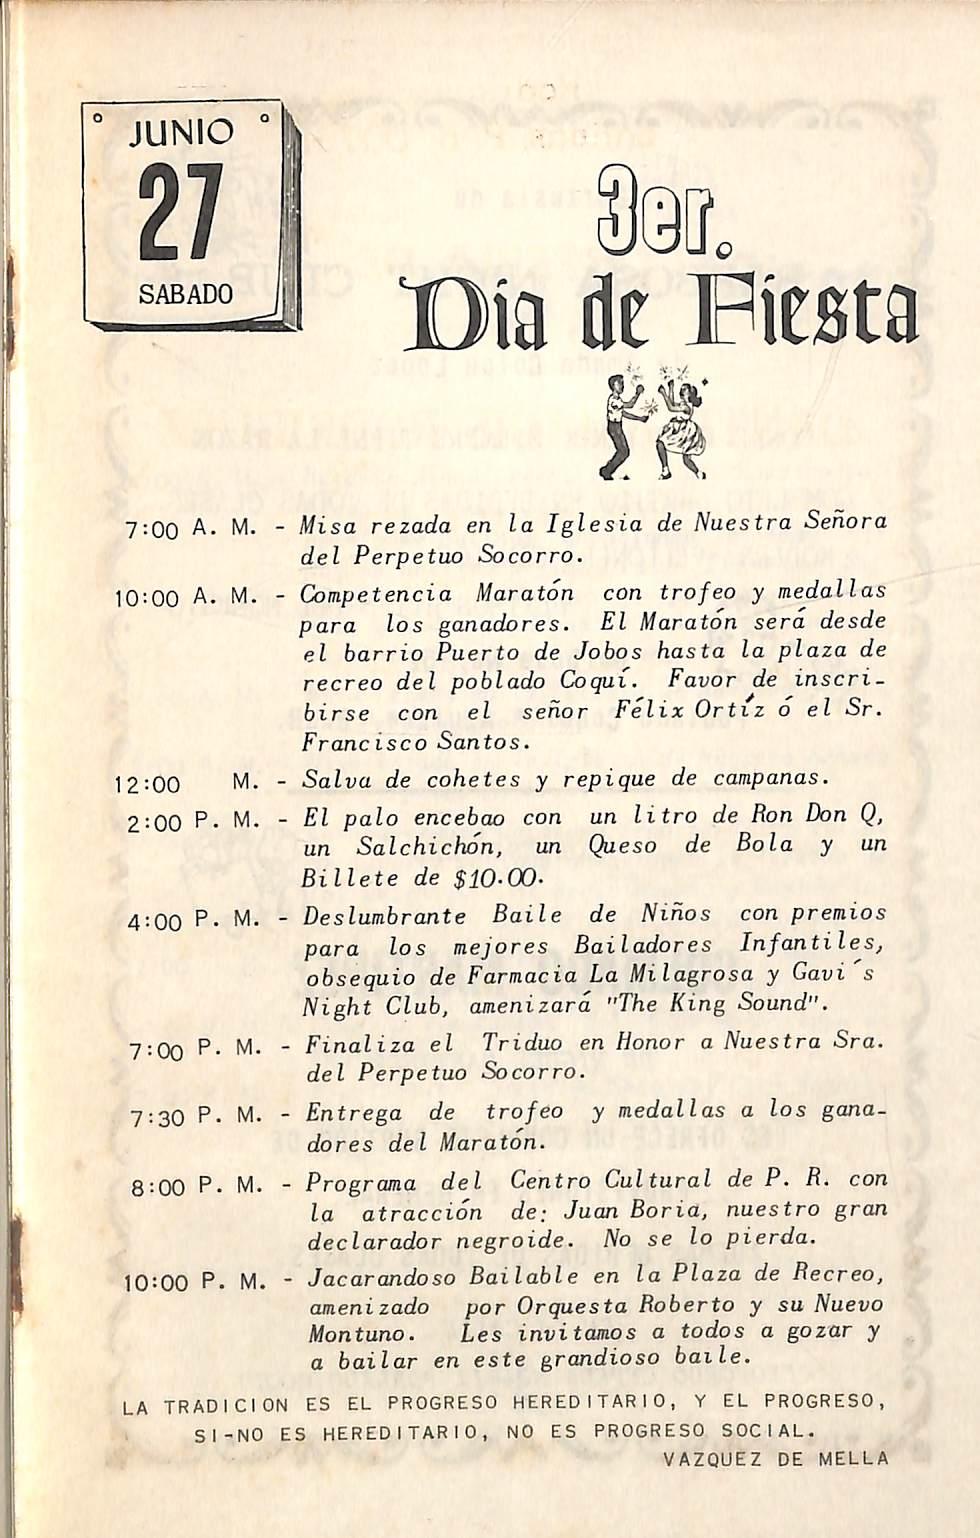 JUNIO
27
SABADO
3er.
Dia de Fiesta
7:00 A. M. - Misa rezada en la Iglesia de Nuestra Señora
del Perpetuo Socorro.
10:00 A. M. - Competencia Maratón con trofeo y medallas
para los ganadores. El Maratón será desde
el barrio Puerto de Jobos hasta la plaza de
recreo del poblado Coquí. Favor de inscri-
birse con el señor Félix Ortíz ó el Sr.
Francisco Santos.
12:00 M. - Salva de cohetes y repique de campanas.
2:00 P. M. - El palo encebao con un litro de Ron Don Q,
un Salchichón, un Queso de Bola y un
Billete de $10.00.
4:00 P. M. - Deslumbrante Baile de Niños con premios
para los mejores Bailadores Infantiles,
obsequio de Farmacia La Milagrosa y Gavi´s
Night Club, amenizará "The King Sound".
7:00 P. M. - Finaliza el Triduo en Honor a Nuestra Sra.
del Perpetuo Socorro.
7:30 P. M. - Entrega de trofeo y medallas a los gana-
dores del Maratón.
8:00 P. M. - Programa del Centro Cultural de P. R. con
la atracción de: Juan Boria, nuestro gran
declarador negroide. No se lo pierda.
10:00 P. M. - Jacarandoso Bailable en la Plaza de Recreo,
amenizado por Orquesta Roberto y su Nuevo
Montuno. Les invitamos a todos a gozar y
a bailar en este grandioso baile.
LA TRADICION ES EL PROGRESO HEREDITARIO, Y EL PROGRESO,
SI-NO ES HEREDITARIO, NO ES PROGRESO SOCIAL.
VAZQUEZ DE MELLA